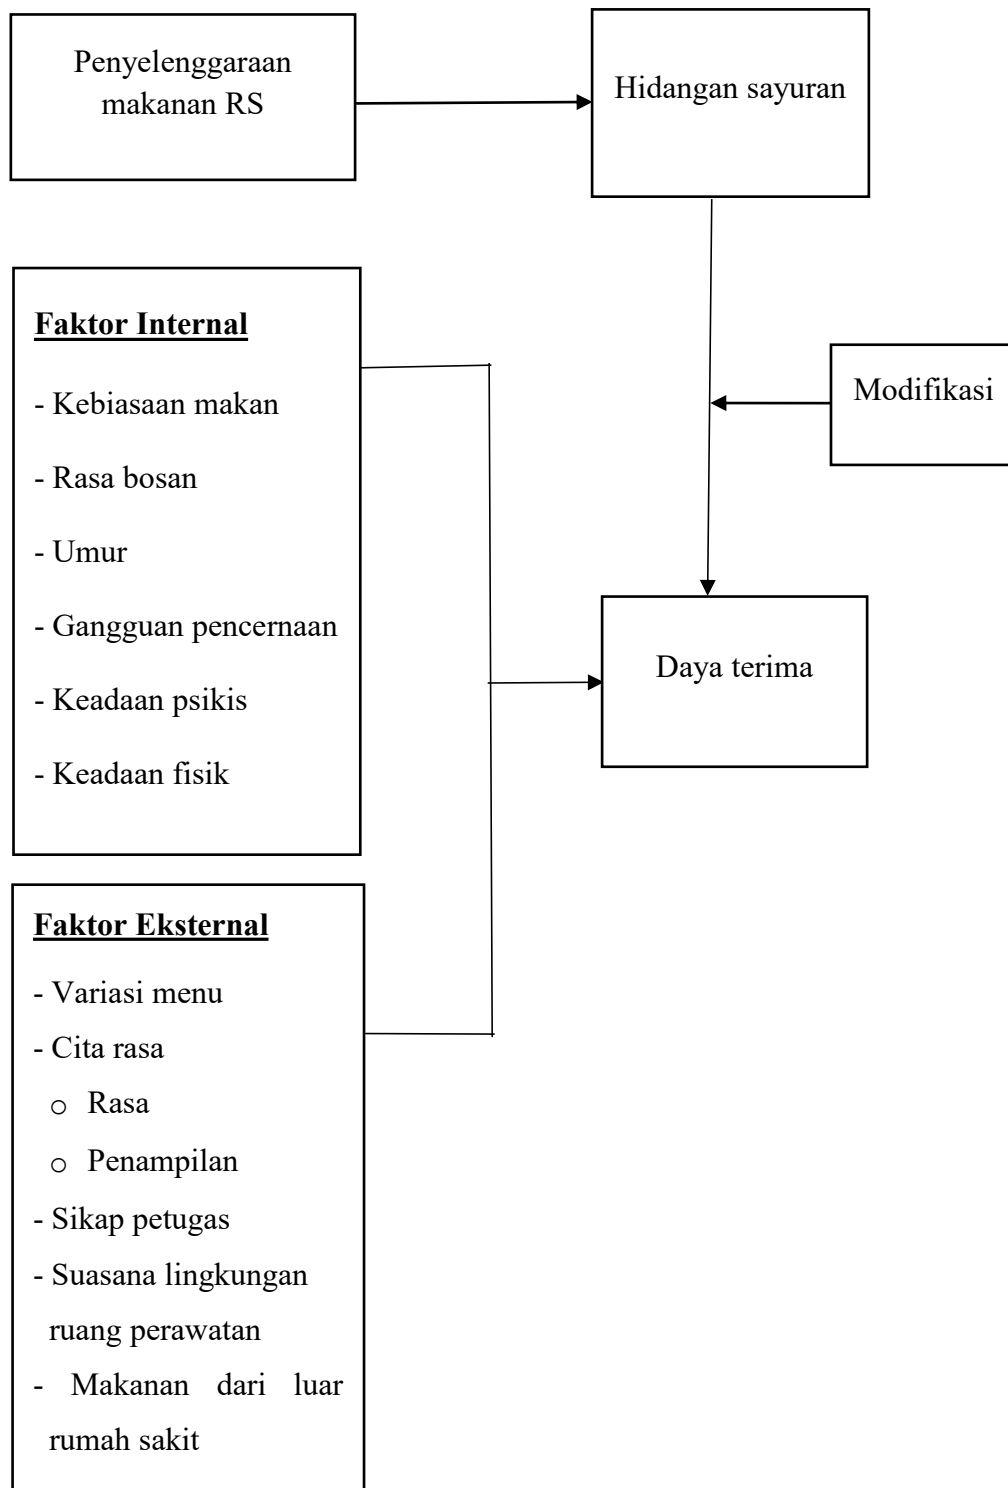 Penyelenggaraan
makanan RS
Hidangan sayuran
Faktor Internal
- Kebiasaan makan
- Rasa bosan
- Umur
- Gangguan pencernaan
- Keadaan psikis
- Keadaan fisik
Modifikasi
Daya terima
Faktor Eksternal
- Variasi menu
- Cita rasa
o Rasa
o Penampilan
- Sikap petugas
- Suasana lingkungan
ruang perawatan
- Makanan dari luar
rumah sakit